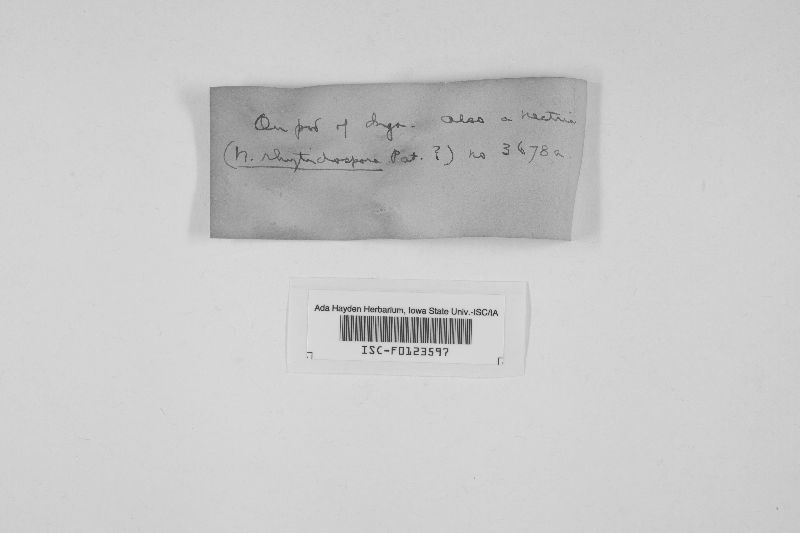 On pod of Inga. also a Nectria
(N. rhytidospora Pat. ?) no 3678a.
Ada Hayden Herbarium, Iowa State Univ.-ISC/IA
ISC-F0123597